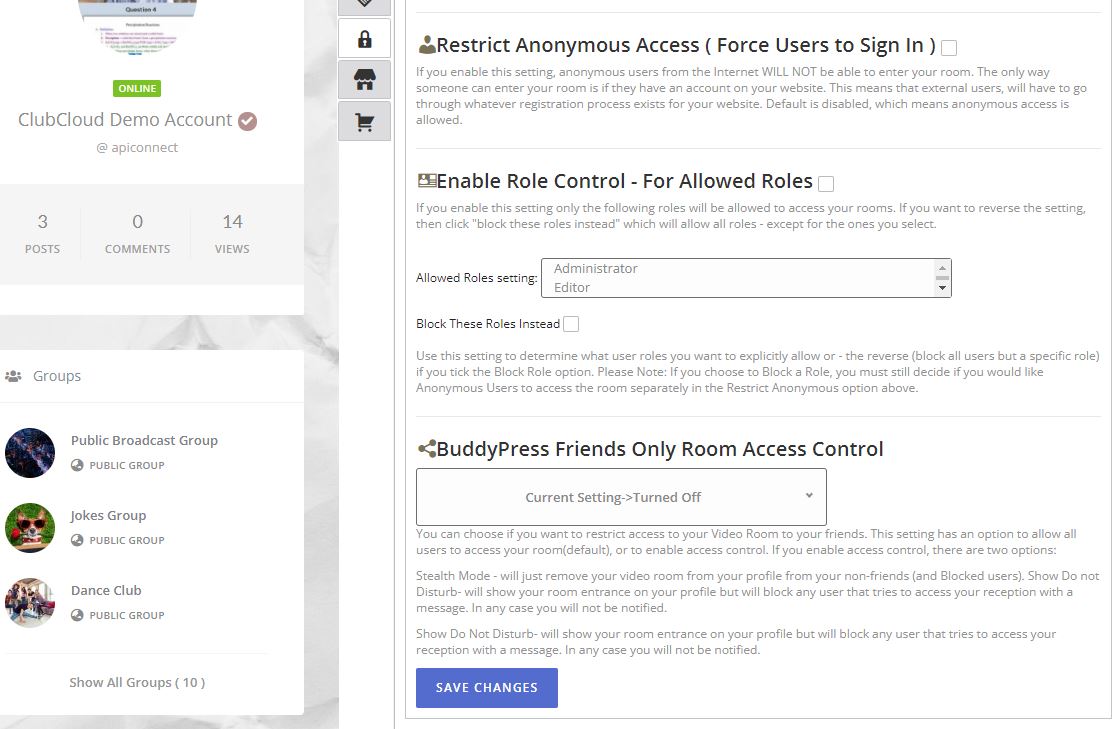 Question 4
ONLINE
ClubCloud Demo Account
@ apiconnect
3
POSTS
0
COMMENTS
14
VIEWS
Groups
Public Broadcast Group
PUBLIC GROUP
Jokes Group
PUBLIC GROUP
Dance Club
PUBLIC GROUP
Show All Groups ( 10 )
Restrict Anonymous Access ( Force Users to Sign In )
If you enable this setting, anonymous users from the Internet WILL NOT be able to enter your room. The only way
someone can enter your room is if they have an account on your website. This means that external users, will have to go
through whatever registration process exists for your website. Default is disabled, which means anonymous access is
allowed.
Enable Role Control - For Allowed Roles
If you enable this setting only the following roles will be allowed to access your rooms. If you want to reverse the setting,
then click "block these roles instead" which will allow all roles - except for the ones you select.
Allowed Roles setting:
Administrator
Editor
Block These Roles Instead
Use this setting to determine what user roles you want to explicitly allow or - the reverse (block all users but a specific role)
if you tick the Block Role option. Please Note: If you choose to Block a Role, you must still decide if you would like
Anonymous Users to access the room separately in the Restrict Anonymous option above.
BuddyPress Friends Only Room Access Control
Current Setting->Turned Off
You can choose if you want to restrict access to your Video Room to your friends. This setting has an option to allow all
users to access your room(default), or to enable access control. If you enable access control, there are two options:
Stealth Mode - will just remove your video room from your profile from your non-friends (and Blocked users). Show Do not
Disturb- will show your room entrance on your profile but will block any user that tries to access your reception with a
message. In any case you will not be notified.
Show Do Not Disturb- will show your room entrance on your profile but will block any user that tries to access your
reception with a message. In any case you will not be notified.
SAVE CHANGES